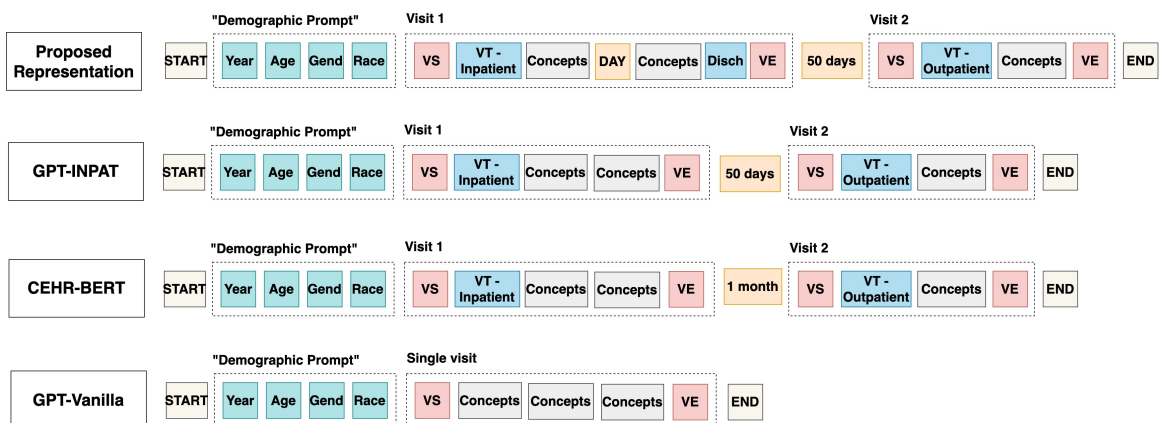 "Demographic Prompt" Visit 1 Visit 2
Proposed Representation START Year Age Gend Race VS VT - Inpatient Concepts DAY Concepts Disch VE 50 days VS VT - Outpatient Concepts VE END
"Demographic Prompt" Visit 1 Visit 2
GPT-INPAT START Year Age Gend Race VS VT - Inpatient Concepts Concepts VE 50 days VS VT - Outpatient Concepts VE END
"Demographic Prompt" Visit 1 Visit 2
CEHR-BERT START Year Age Gend Race VS VT - Inpatient Concepts Concepts VE 1 month VS VT - Outpatient Concepts VE END
"Demographic Prompt" Single visit
GPT-Vanilla START Year Age Gend Race VS Concepts Concepts Concepts VE END